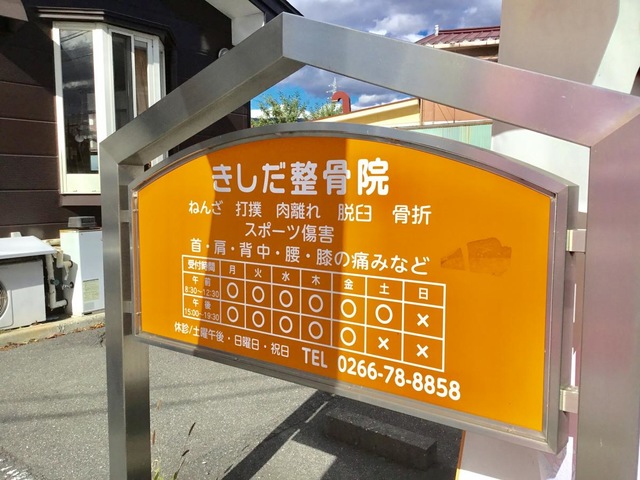 きしだ整骨院
ねんざ 打撲 肉離れ 脱臼 骨折
スポーツ傷害
首・肩・背中・腰・膝の痛みなど
受付時間 月 火 水 木 金 土 日
午前 8:30~12:30 〇 〇 〇 〇 〇 〇 ×
午後 15:00~19:30 〇 〇 〇 〇 〇 × ×
休診/土曜午後・日曜日・祝日 TEL 0266-78-8858